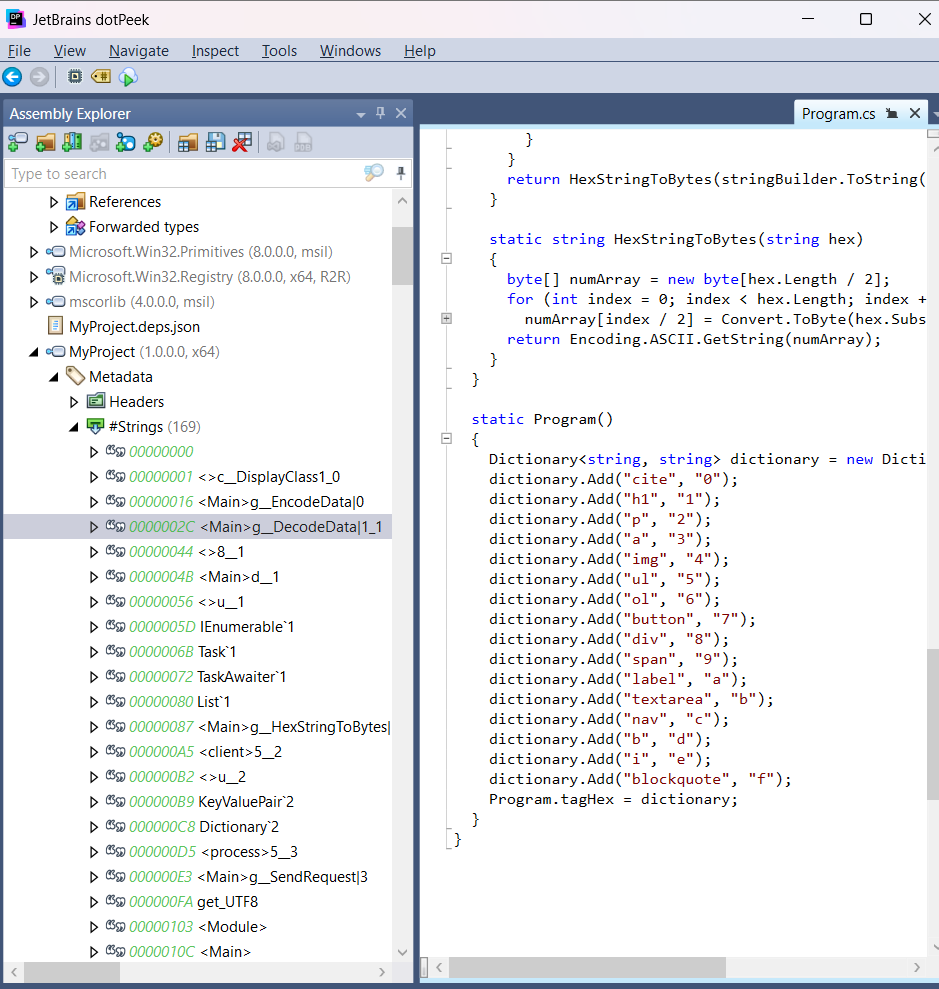 JetBrains dotPeek
File View Navigate Inspect Tools Windows Help
Assembly Explorer
Type to search
References
Forwarded types
Microsoft.Win32.Primitives (8.0.0.0, msil)
Microsoft.Win32.Registry (8.0.0.0, x64, R2R)
mscorlib (4.0.0.0, msil)
MyProject.deps.json
MyProject (1.0.0.0, x64)
Metadata
Headers
#Strings (169)
00000000
00000001 <>c__DisplayClass1_0
00000016 <Main>g__EncodeData|0
0000002C <Main>g__DecodeData|1_1
00000044 <>8__1
0000004B <Main>d__1
00000056 <>u__1
0000005D IEnumerable`1
0000006B Task`1
00000072 TaskAwaiter`1
00000080 List`1
00000087 <Main>g__HexStringToBytes|
000000A5 <client>5__2
000000B2 <>u__2
000000B9 KeyValuePair`2
000000C8 Dictionary`2
000000D5 <process>5__3
000000E3 <Main>g__SendRequest|3
000000FA get_UTF8
00000103 <Module>
0000010C <Main>
Program.cs
}
}
return HexStringToBytes(stringBuilder.ToString(
}
static string HexStringToBytes(string hex)
{
byte[] numArray = new byte[hex.Length / 2];
for (int index = 0; index < hex.Length; index +
numArray[index / 2] = Convert.ToByte(hex.Subs
return Encoding.ASCII.GetString(numArray);
}
}
static Program()
{
Dictionary<string, string> dictionary = new Dicti
dictionary.Add("cite", "0");
dictionary.Add("h1", "1");
dictionary.Add("p", "2");
dictionary.Add("a", "3");
dictionary.Add("img", "4");
dictionary.Add("ul", "5");
dictionary.Add("ol", "6");
dictionary.Add("button", "7");
dictionary.Add("div", "8");
dictionary.Add("span", "9");
dictionary.Add("label", "a");
dictionary.Add("textarea", "b");
dictionary.Add("nav", "c");
dictionary.Add("b", "d");
dictionary.Add("i", "e");
dictionary.Add("blockquote", "f");
Program.tagHex = dictionary;
}
}